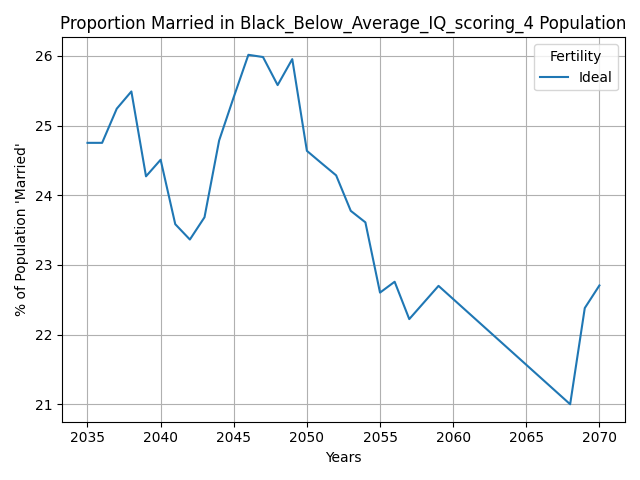 Proportion Married in Black_Below_Average_IQ_scoring_4 Population
Fertility
Ideal
% of Population 'Married'
26
25
24
23
22
21
2035 2040 2045 2050 2055 2060 2065 2070
Years